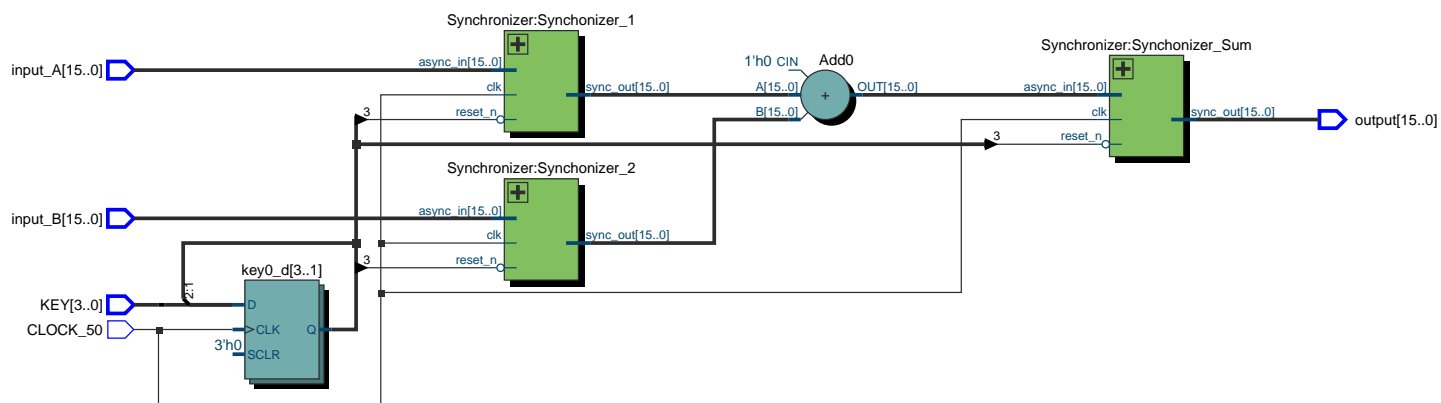 Synchronizer:Synchonizer_1
input_A[15..0]
async_in[15..0]
clk
sync_out[15..0]
reset_n
3
1'h0 CIN
Add0
A[15..0]
B[15..0]
+
OUT[15..0]
Synchronizer:Synchonizer_Sum
async_in[15..0]
clk
sync_out[15..0]
3
reset_n
output[15..0]
Synchronizer:Synchonizer_2
input_B[15..0]
async_in[15..0]
clk
sync_out[15..0]
3
reset_n
key0_d[3..1]
2:1
KEY[3..0]
D
CLOCK_50
CLK
Q
3'h0
SCLR